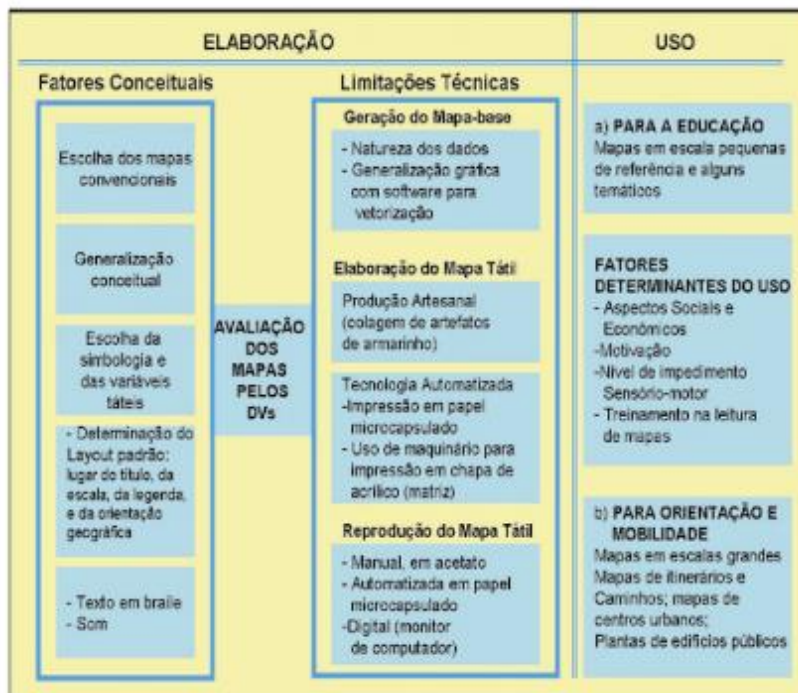 ELABORAÇÃO
USO
Fatores Conceituais
Escolha dos mapas
convencionais
Generalização
conceitual
Escolha da
simbologia e
das variáveis
táteis
- Determinação do
Layout padrão:
lugar do título, da
escala, da legenda,
e da orientação
geográfica
- Texto em braile
- Som
AVALIAÇÃO
DOS
MAPAS
PELOS
DVs
Limitações Técnicas
Geração do Mapa-base
- Natureza dos dados
- Generalização gráfica
com software para
vetorização
Elaboração do Mapa Tátil
Produção Artesanal
(colagem de artefatos
de armarinho)
Tecnologia Automatizada
-Impressão em papel
microcapsulado
- Uso de maquinário para
impressão em chapa de
acrílico (matriz)
Reprodução do Mapa Tátil
- Manual, em acetato
- Automatizada em papel
microcapsulado
-Digital (monitor
de computador)
a) PARA A EDUCAÇÃO
Mapas em escala pequenas
de referência e alguns
temáticos
FATORES
DETERMINANTES DO USO
- Aspectos Sociais e
Econômicos
-Motivação
-Nível de impedimento
Sensório-motor
- Treinamento na leitura
de mapas
b) PARA ORIENTAÇÃO E
MOBILIDADE
Mapas em escalas grandes
Mapas de itinerários e
Caminhos; mapas de
centros urbanos;
Plantas de edifícios públicos